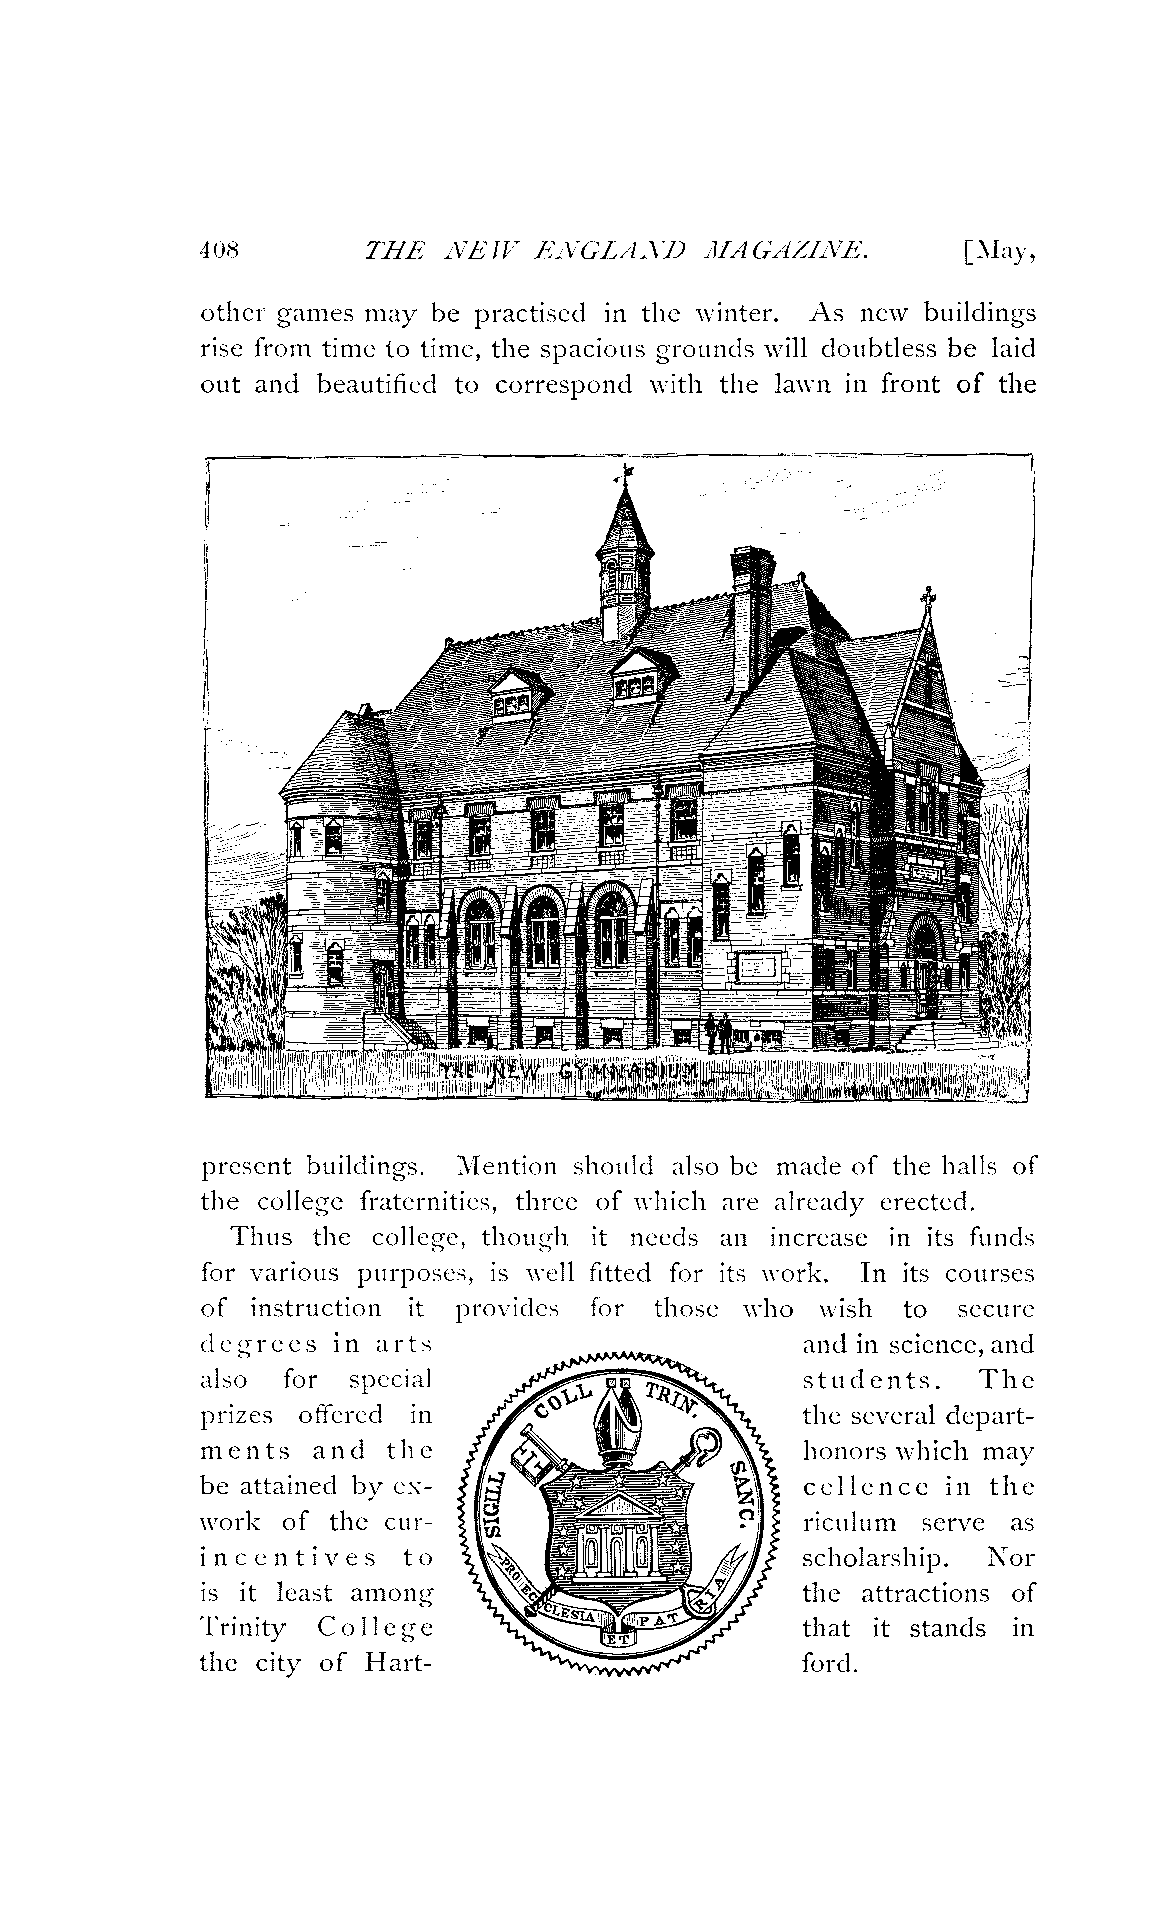 408 THE NEW ENGLAND MAGAZINE. [May,
other games may be practised in the winter. As new buildings
rise from time to time, the spacious grounds will doubtless be laid
out and beautified to correspond with the lawn in front of the
THE NEW GYMNASIUM
present buildings. Mention should also be made of the halls of
the college fraternities, three of which are already erected.
Thus the college, though it needs an increase in its funds
for various purposes, is well fitted for its work. In its courses
of instruction it provides for those who wish to secure
degrees in arts and in science, and
also for special students. The
prizes offered in the several depart-
ments and the honors which may
be attained by ex- cellence in the
work of the cur- riculum serve as
incentives to scholarship. Nor
is it least among the attractions of
Trinity College that it stands in
the city of Hart- ford.
SIGILL COLL TRIN. SANC.
PRO ECCLESIA ET PATRIA